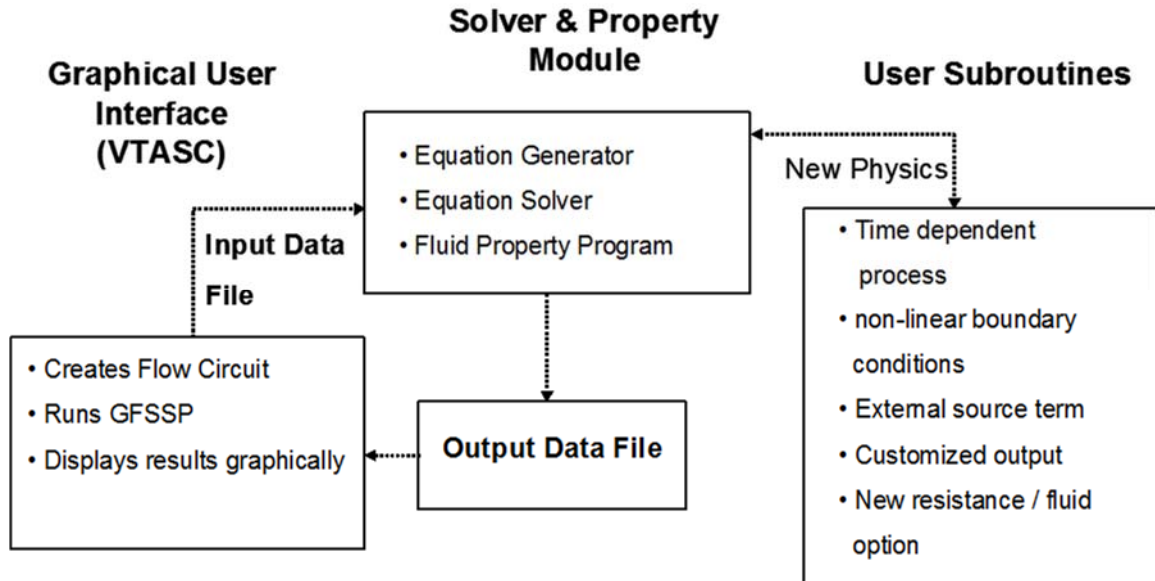 Solver & Property
Module
Graphical User
Interface
(VTASC)
User Subroutines
• Equation Generator
• Equation Solver
• Fluid Property Program
New Physics
Input Data
File
• Creates Flow Circuit
• Runs GFSSP
• Displays results graphically
Output Data File
• Time dependent
process
• non-linear boundary
conditions
• External source term
• Customized output
• New resistance / fluid
option